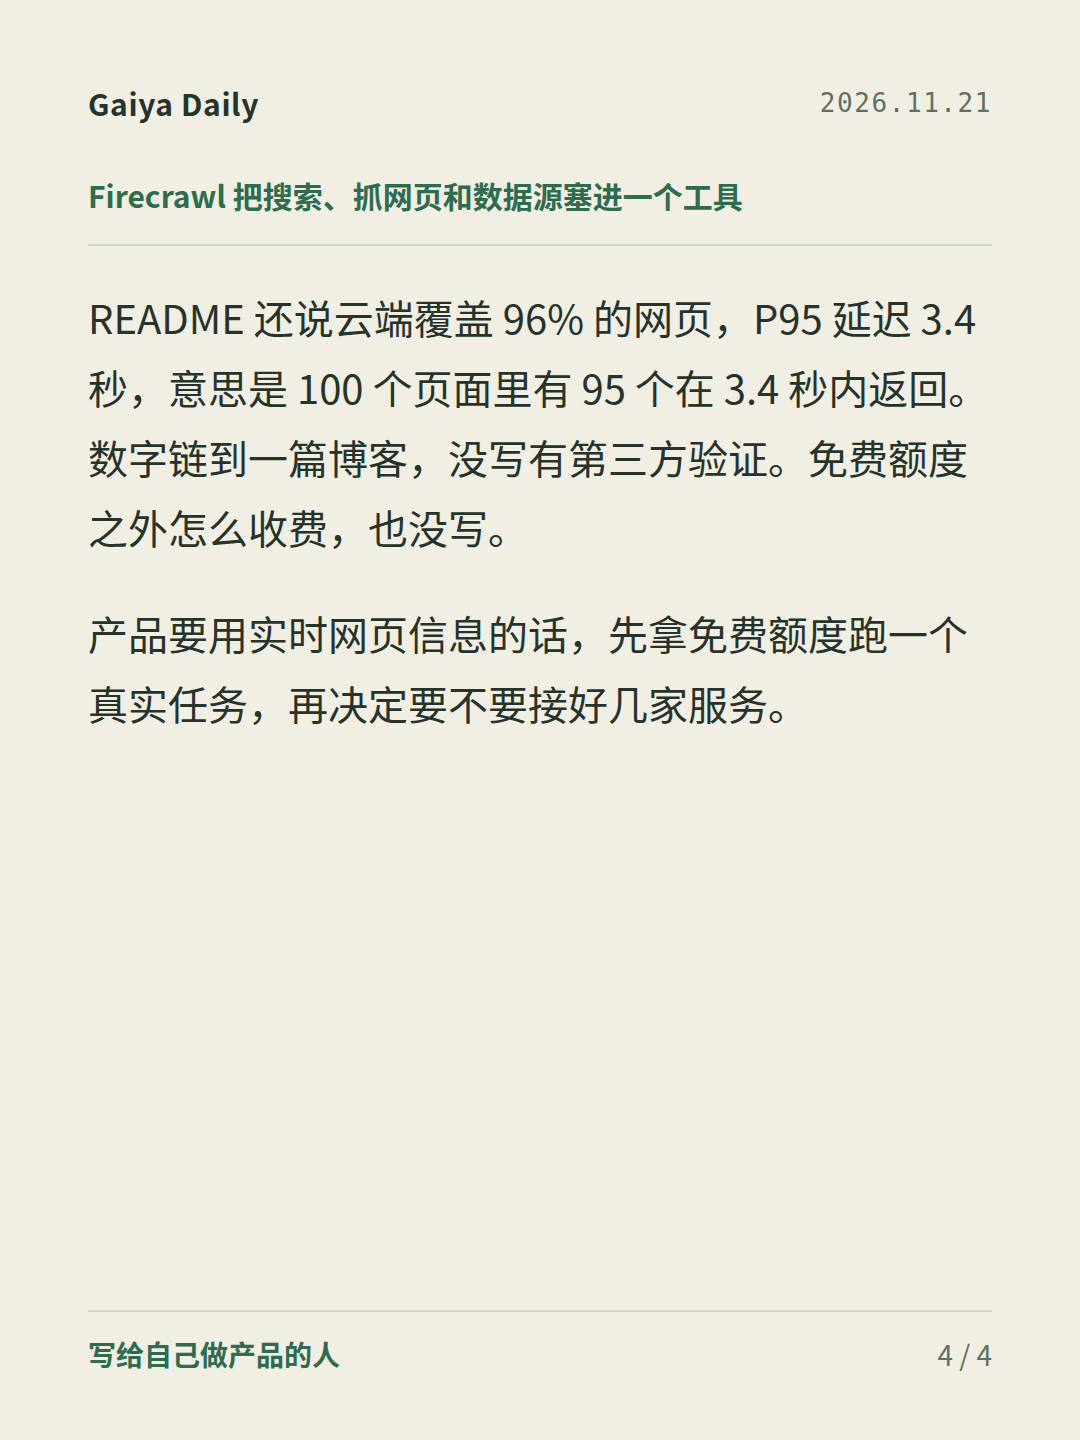 Gaiya Daily
2026.11.21
Firecrawl 把搜索、抓网页和数据源塞进一个工具
README 还说云端覆盖 96% 的网页，P95 延迟 3.4
秒，意思是 100 个页面里有 95 个在 3.4 秒内返回。
数字链到一篇博客，没写有第三方验证。免费额度
之外怎么收费，也没写。
产品要用实时网页信息的话，先拿免费额度跑一个
真实任务，再决定要不要接好几家服务。
写给自己做产品的人
4 / 4